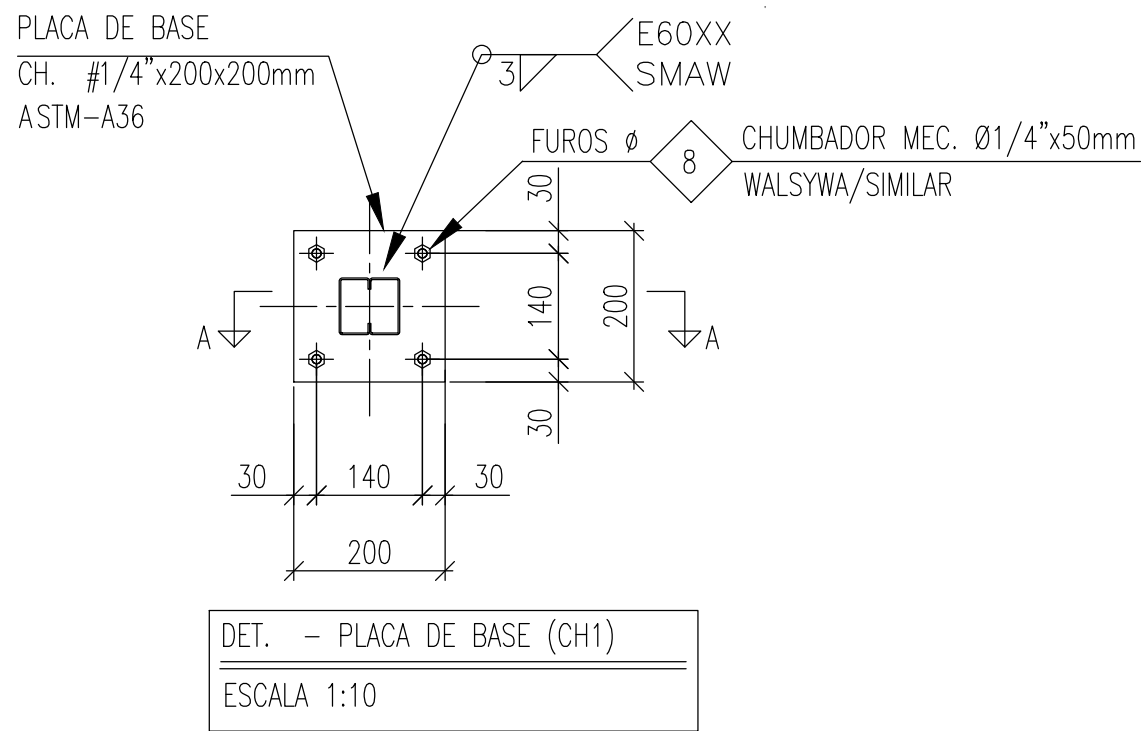 PLACA DE BASE
CH. #1/4"x200x200mm
ASTM-A36
E60XX
3
SMAW
FUROS ø
8
CHUMBADOR MEC. Ø1/4"x50mm
WALSYWA/SIMILAR
30
140
200
30
A
A
30
140
30
200
DET. - PLACA DE BASE (CH1)
ESCALA 1:10